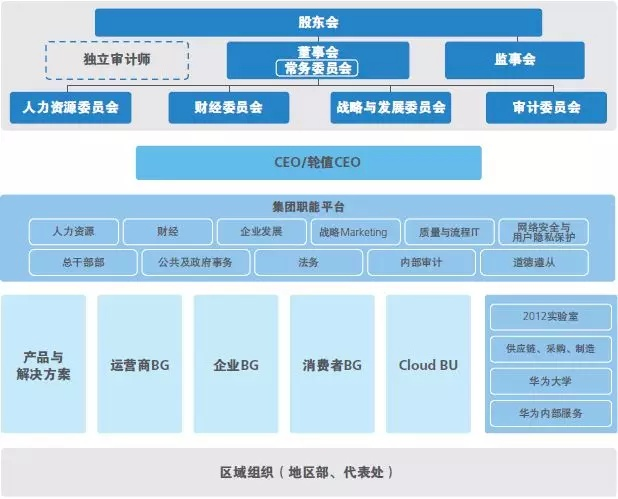 股东会
独立审计师
董事会
常务委员会
监事会
人力资源委员会
财经委员会
战略与发展委员会
审计委员会
CEO/轮值CEO
集团职能平台
人力资源
财经
企业发展
战略Marketing
质量与流程IT
网络安全与
用户隐私保护
总干部部
公共及政府事务
法务
内部审计
道德遵从
产品与
解决方案
运营商BG
企业BG
消费者BG
Cloud BU
2012实验室
供应链、采购、制造
华为大学
华为内部服务
区域组织（地区部、代表处）